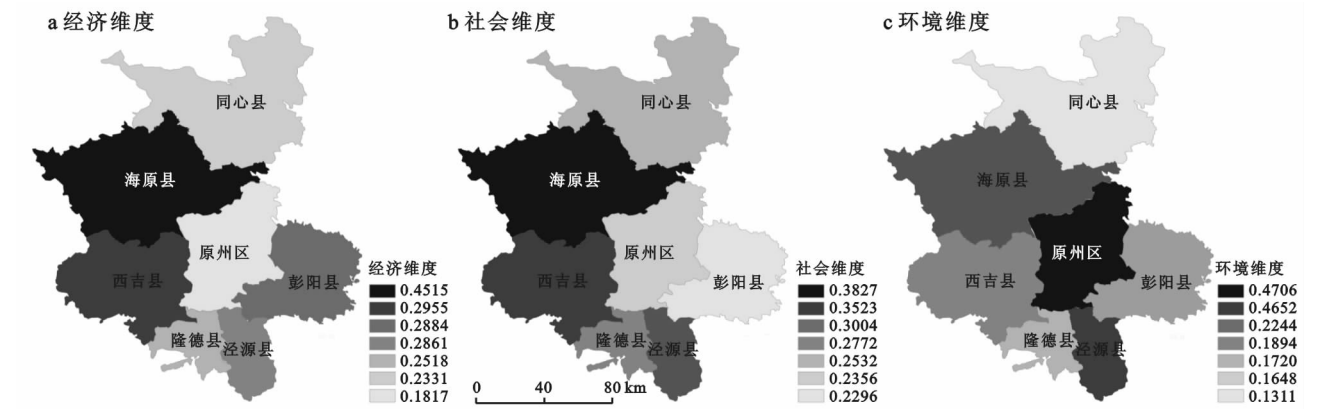 a 经济维度
同心县
海原县
原州区
西吉县
彭阳县
隆德县
泾源县
经济维度
0.4515
0.2955
0.2884
0.2861
0.2518
0.2331
0.1817
b 社会维度
同心县
海原县
原州区
西吉县
彭阳县
隆德县
泾源县
0 40 80 km
社会维度
0.3827
0.3523
0.3004
0.2772
0.2532
0.2356
0.2296
c 环境维度
同心县
海原县
原州区
西吉县
彭阳县
隆德县
泾源县
环境维度
0.4706
0.4652
0.2244
0.1894
0.1720
0.1648
0.1311